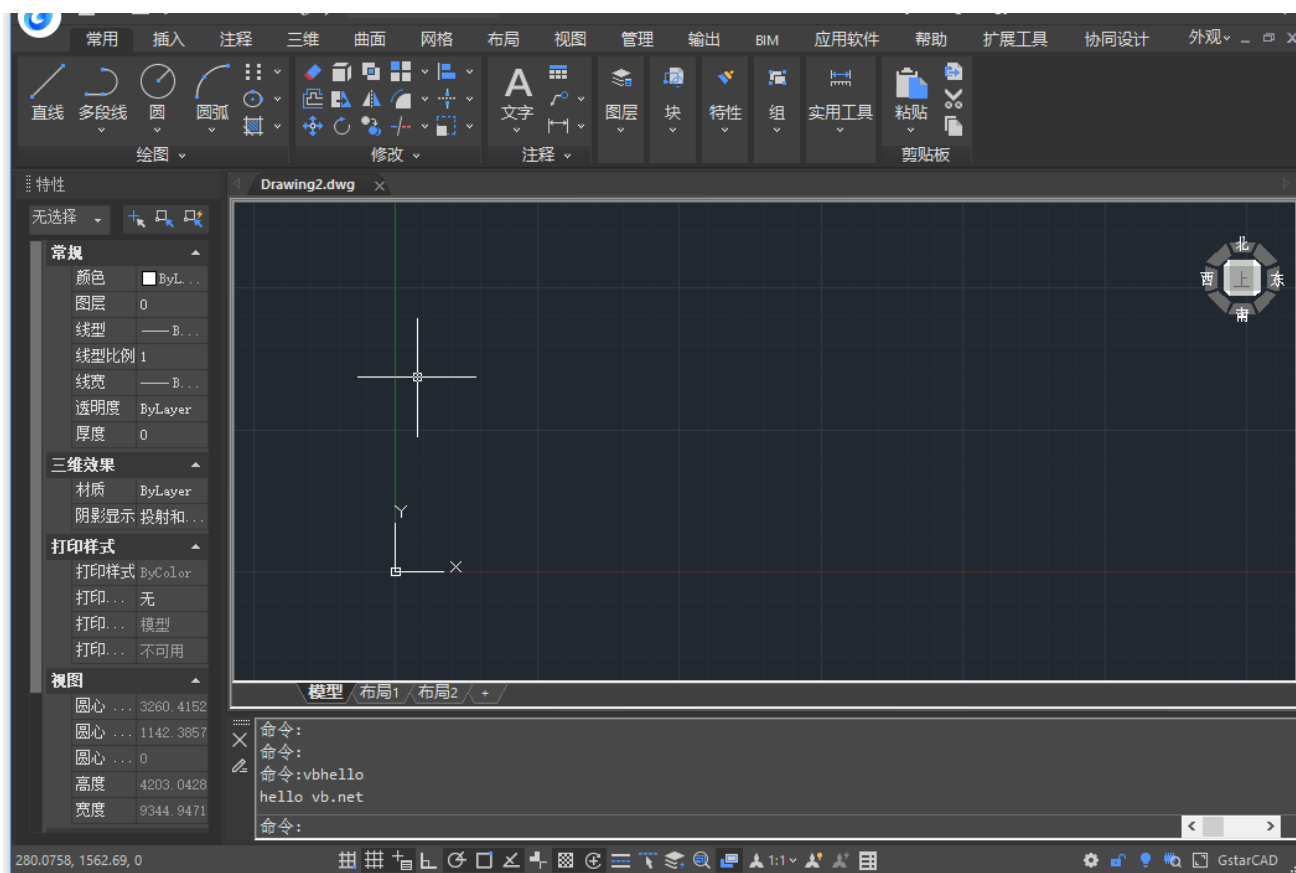 常用 插入 注释 三维 曲面 网格 布局 视图 管理 输出 BIM 应用软件 帮助 扩展工具 协同设计 外观
直线 多段线 圆 圆弧 文字 图层 块 特性 组 实用工具 粘贴
绘图 修改 注释 剪贴板
特性
Drawing2.dwg
无选择
常规
颜色 ByL...
图层 0
线型 B...
线型比例 1
线宽 B...
透明度 ByLayer
厚度 0
三维效果
材质 ByLayer
阴影显示 投射和...
打印样式
打印样式 ByColor
打印... 无
打印... 模型
打印... 不可用
视图
圆心 ... 3260.4152
圆心 ... 1142.3857
圆心 ... 0
高度 4203.0428
宽度 9344.9471
北
西 上 东
南
Y
X
模型 布局1 布局2 +
命令:
命令:
命令:vbhello
hello vb.net
命令:
280.0758, 1562.69, 0 1:1 GstarCAD